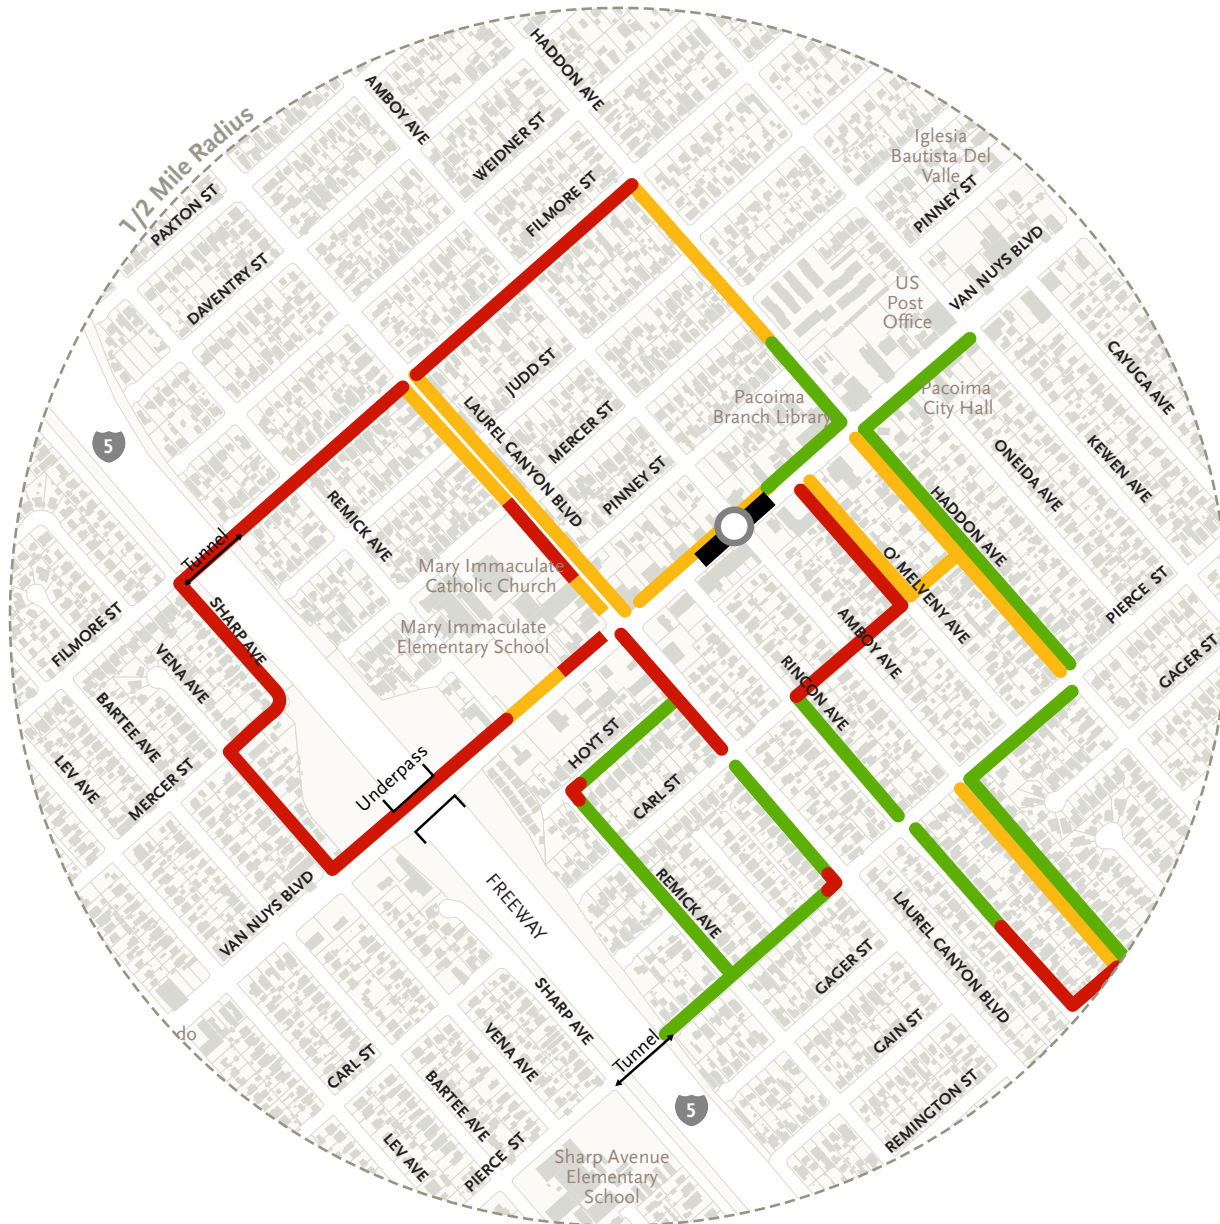 HADDON AVE
AMBOY AVE
1/2 Mile Radius
WEIDNER ST
Iglesia
Bautista Del
Valle
PAXTON ST
FILMORE ST
PINNEY ST
DAVENTRY ST
VAN NUYS BLVD
US
Post
Office
JUDD ST
CAYUGA AVE
Pacoima
Branch Library
Pacoima
City Hall
LAUREL CANYON BLVD
MERCER ST
5
ONEIDA AVE
KEWEN AVE
PINNEY ST
REMICK AVE
HADDON AVE
Tunnel
Mary Immaculate
Catholic Church
O' MELVENY AVE
PIERCE ST
FILMORE ST
SHARP AVE
Mary Immaculate
Elementary School
AMBOY AVE
VENA AVE
RINCON AVE
GAGER ST
BARTEE AVE
HOYT ST
LEV AVE
MERCER ST
Underpass
CARL ST
VAN NUYS BLVD
FREEWAY
REMICK AVE
LAUREL CANYON BLVD
GAGER ST
SHARP AVE
do
VENA AVE
GAIN ST
CARL ST
Tunnel
BARTEE AVE
5
REMINGTON ST
LEV AVE
PIERCE ST
Sharp Avenue
Elementary
School